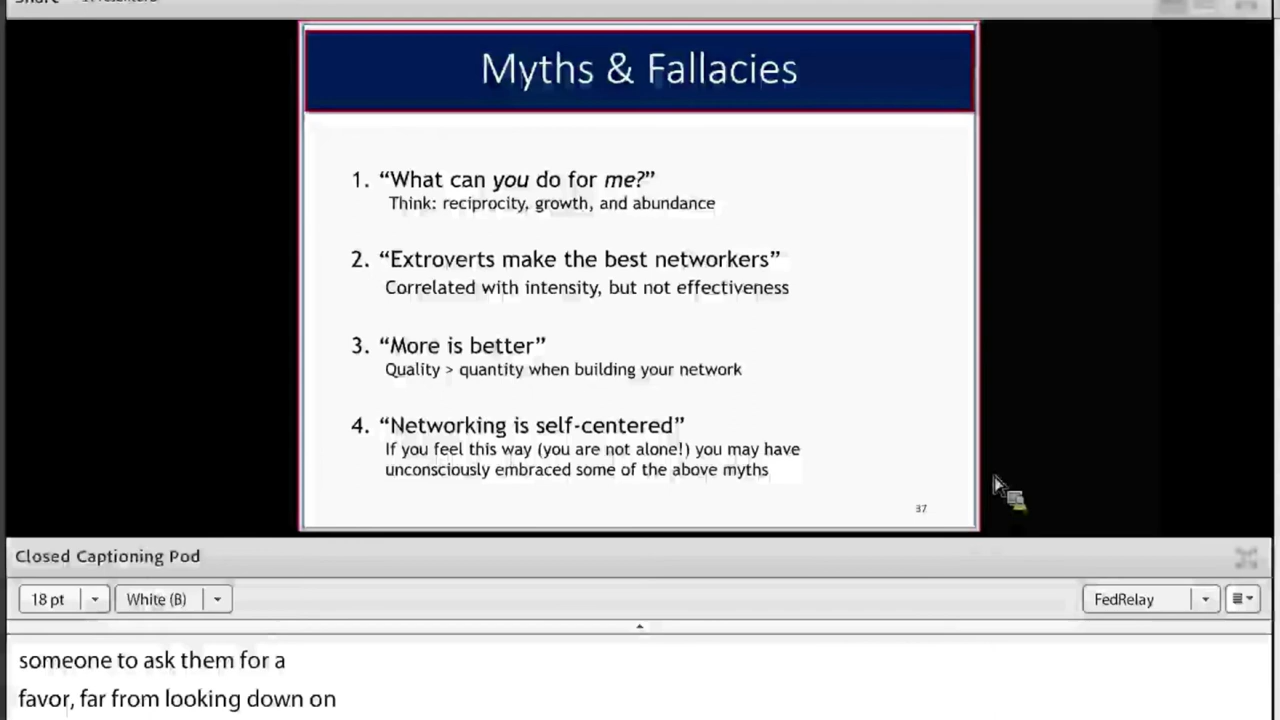 Myths & Fallacies
1. “What can you do for me?”
Think: reciprocity, growth, and abundance
2. “Extroverts make the best networkers”
Correlated with intensity, but not effectiveness
3. “More is better”
Quality > quantity when building your network
4. “Networking is self-centered”
If you feel this way (you are not alone!) you may have
unconsciously embraced some of the above myths
37
Closed Captioning Pod
18 pt White (B) FedRelay
someone to ask them for a
favor, far from looking down on